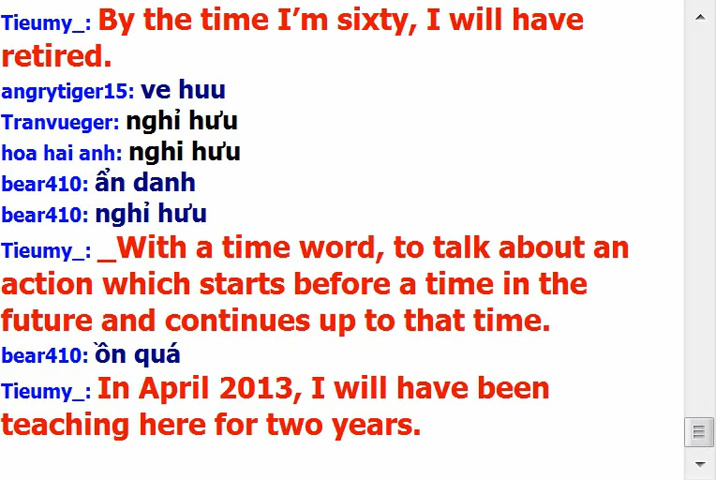 Tieumy_: By the time I’m sixty, I will have
retired.
angrytiger15: ve huu
Tranvueger: nghỉ hưu
hoa hai anh: nghi hưu
bear410: ẩn danh
bear410: nghỉ hưu
Tieumy_: _With a time word, to talk about an
action which starts before a time in the
future and continues up to that time.
bear410: ồn quá
Tieumy_: In April 2013, I will have been
teaching here for two years.